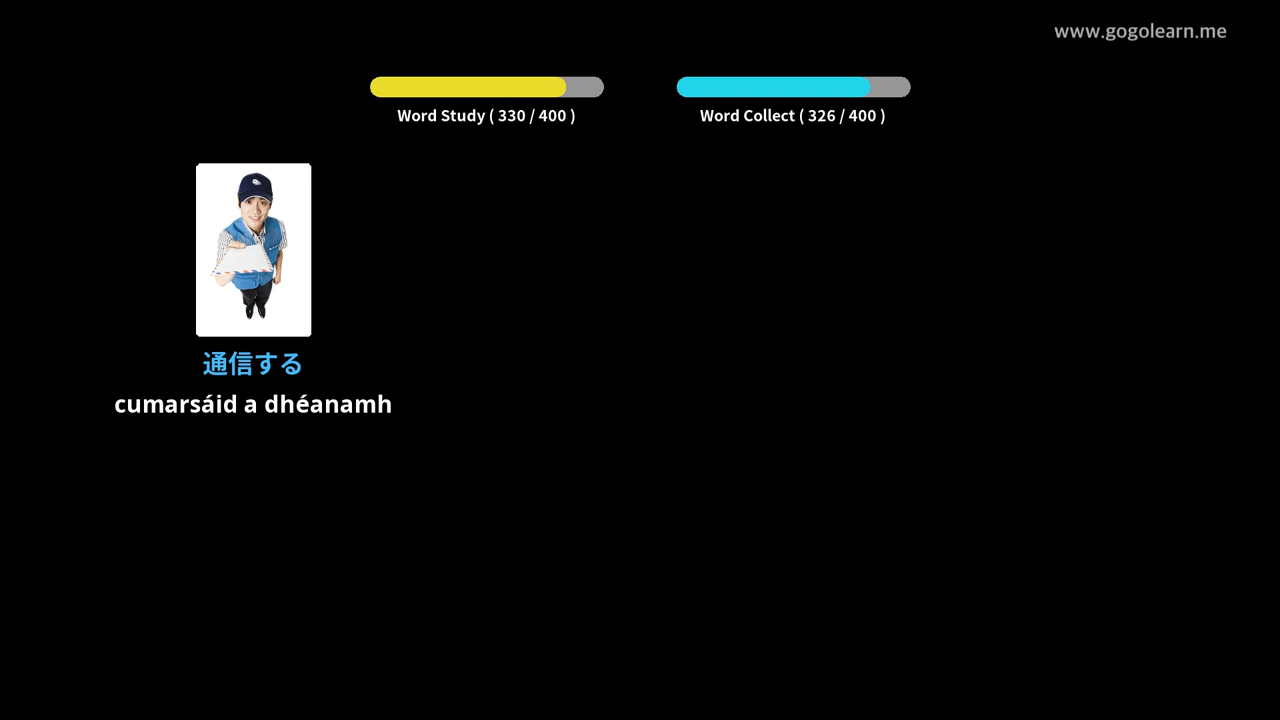 www.gogolearn.me
Word Study ( 330 / 400 )
Word Collect ( 326 / 400 )
通信する
cumarsáid a dhéanamh